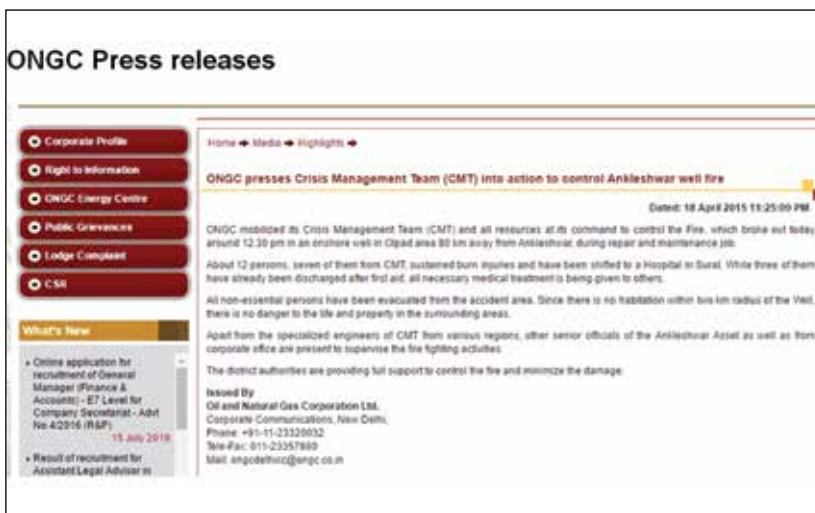 ONGC Press releases
Corporate Profile
Right to Information
ONGC Energy Centre
Public Grievances
Lodge Complaint
CSR
What's New
Online application for
recruitment of General
Manager (Finance &
Accounts) - E7 Level for
Company Secretariat - Advt
No.4/2016 (R&P)
15 July 2016
Result of recruitment for
Assistant Legal Advisor in
Home Media Highlights
ONGC presses Crisis Management Team (CMT) into action to control Ankleshwar well fire
Dated: 18 April 2015 11:25:09 PM
ONGC mobilized its Crisis Management Team (CMT) and all resources at its command to control the Fire, which broke out today
around 12.30 pm in an onshore well in Olpad area 80 km away from Ankleshwar, during repair and maintenance job.
About 12 persons, seven of them from CMT, sustained burn injuries and have been shifted to a Hospital in Surat. While three of them
have already been discharged after first aid, all necessary medical treatment is being given to others.
All non-essential persons have been evacuated from the accident area. Since there is no habitation within two km radius of the Well,
there is no danger to the life and property in the surrounding areas.
Apart from the specialized engineers of CMT from various regions, other senior officials of the Ankleshwar Asset as well as from
corporate office are present to supervise the fire fighting activities.
The district authorities are providing full support to control the fire and minimize the damage.
Issued By
Oil and Natural Gas Corporation Ltd.
Corporate Communications, New Delhi,
Phone: +91-11-23320032
Tele-Fax: 011-23357860
Mail: ongcdelhicc@ongc.co.in